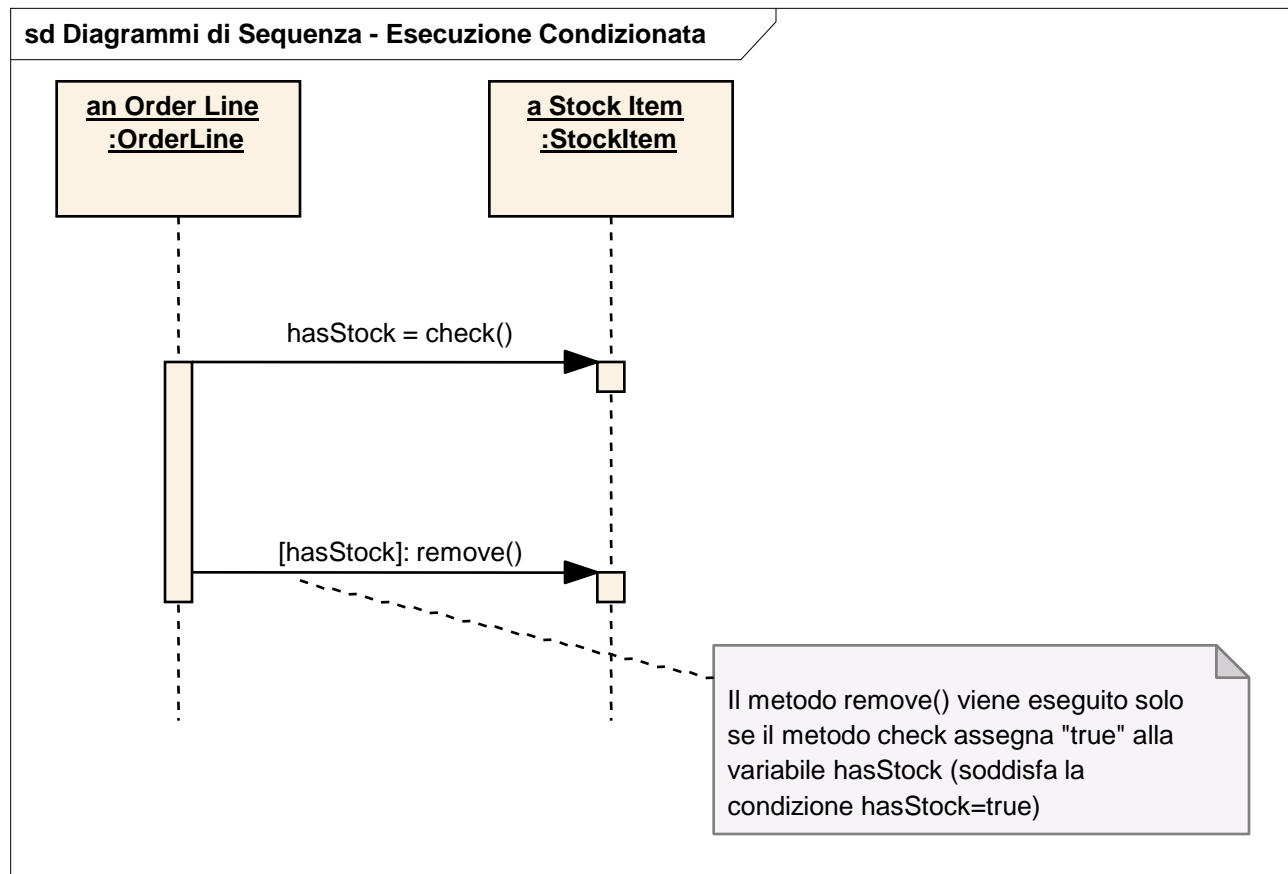 sd Diagrammi di Sequenza - Esecuzione Condizionata
an Order Line
:OrderLine
a Stock Item
:StockItem
hasStock = check()
[hasStock]: remove()
Il metodo remove() viene eseguito solo
se il metodo check assegna "true" alla
variabile hasStock (soddisfa la
condizione hasStock=true)